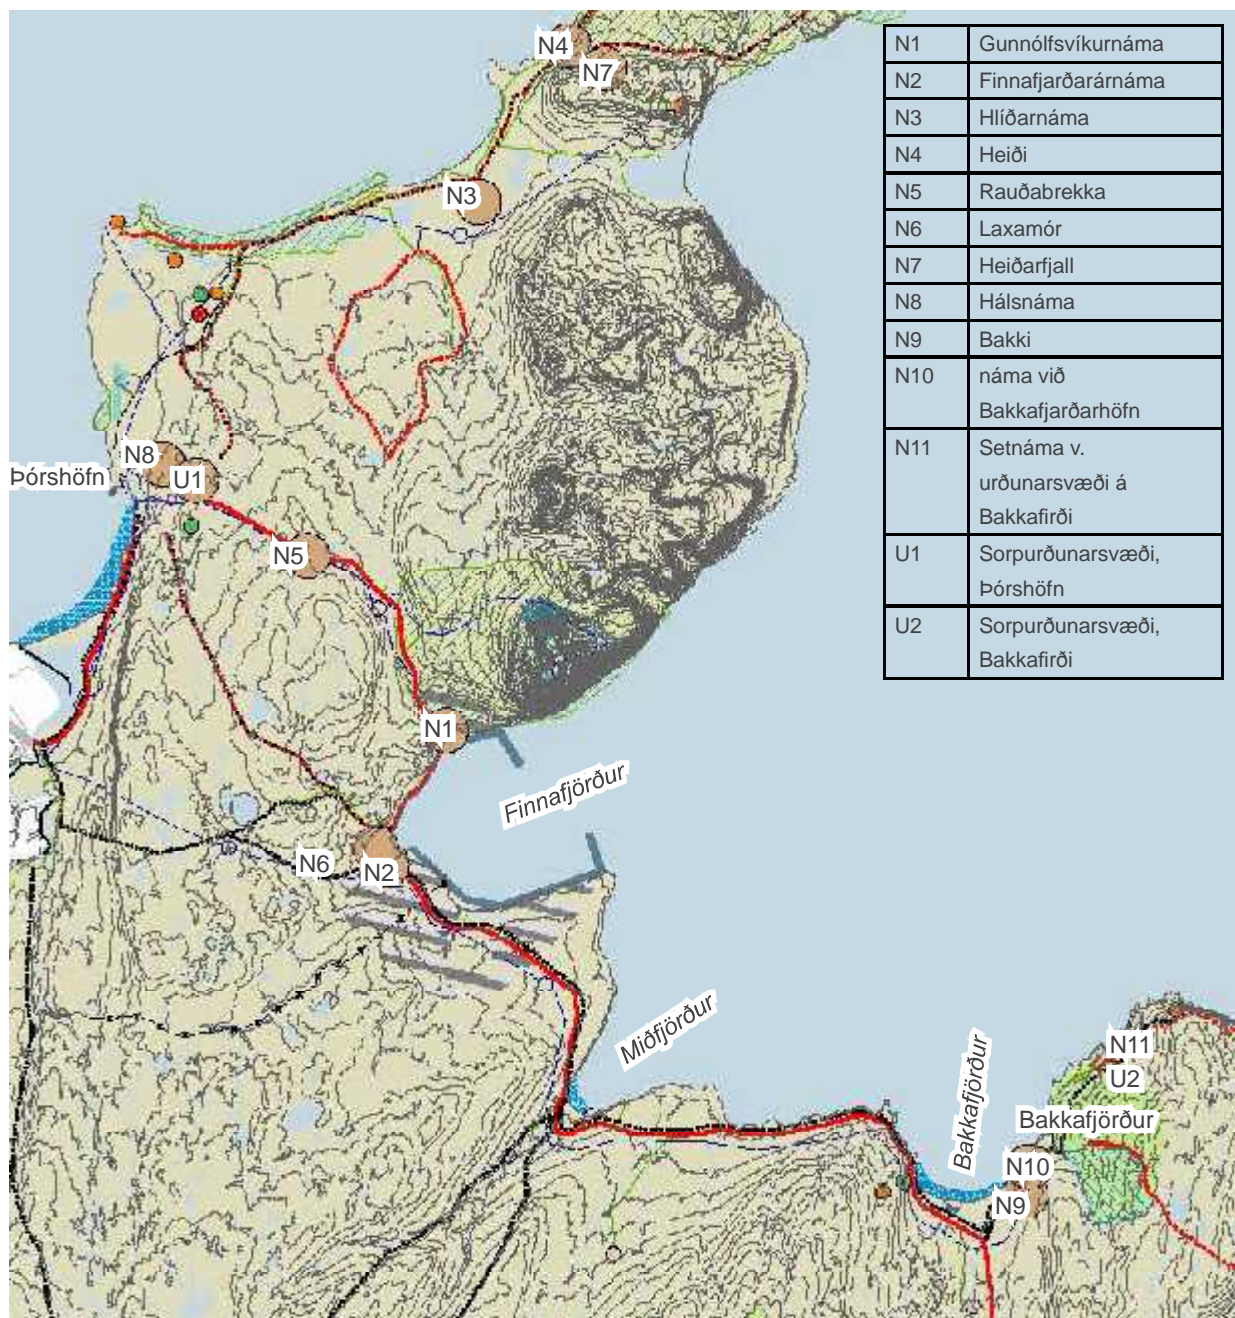 N1 Gunnólfsvíkurnáma
N2 Finnafjarðarárnáma
N3 Hlíðarnáma
N4 Heiði
N5 Rauðabrekka
N6 Laxamór
N7 Heiðarfjall
N8 Hálsnáma
N9 Bakki
N10 náma við
Bakkafjarðarhöfn
N11 Setnáma v.
urðunarsvæði á
Bakkafirði
U1 Sorpurðunarsvæði,
Þórshöfn
U2 Sorpurðunarsvæði,
Bakkafirði
N4
N7
N3
N8
U1
Þórshöfn
N5
N1
Finnafjörður
N6
N2
Miðfjörður
Bakkafjörður
N11
U2
Bakkafjörður
N10
N9